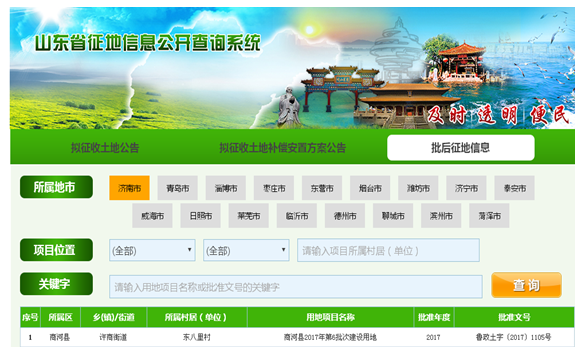 山东省征地信息公开查询系统
及时 透明 便民
拟征收土地公告 拟征收土地补偿安置方案公告 批后征地信息
所属地市 济南市 青岛市 淄博市 枣庄市 东营市 烟台市 潍坊市 济宁市 泰安市
威海市 日照市 莱芜市 临沂市 德州市 聊城市 滨州市 菏泽市
项目位置 (全部) (全部) 请输入项目所属村居（单位）
关键字 请输入用地项目名称或批准文号的关键字 查 询
序号 所属区 乡(镇)/街道 所属村居（单位） 用地项目名称 批准年度 批准文号
1 商河县 许商街道 东八里村 商河县2017年第6批次建设用地 2017 鲁政土字（2017）1105号